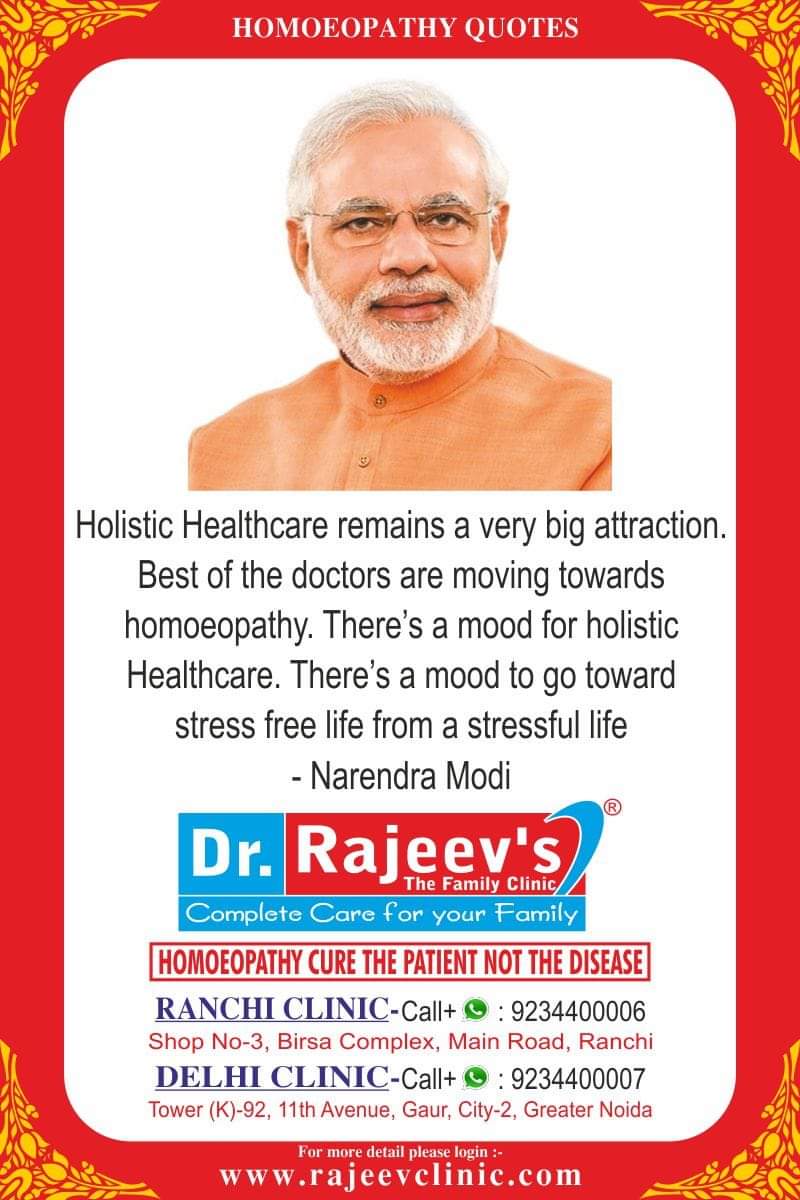 HOMOEOPATHY QUOTES
Holistic Healthcare remains a very big attraction.
Best of the doctors are moving towards
homoeopathy. There's a mood for holistic
Healthcare. There's a mood to go toward
stress free life from a stressful life
- Narendra Modi
Dr. Rajeev's ®
The Family Clinic
Complete Care for your Family
HOMOEOPATHY CURE THE PATIENT NOT THE DISEASE
RANCHI CLINIC-Call+ : 9234400006
Shop No-3, Birsa Complex, Main Road, Ranchi
DELHI CLINIC-Call+ : 9234400007
Tower (K)-92, 11th Avenue, Gaur, City-2, Greater Noida
For more detail please login :-
www.rajeevclinic.com